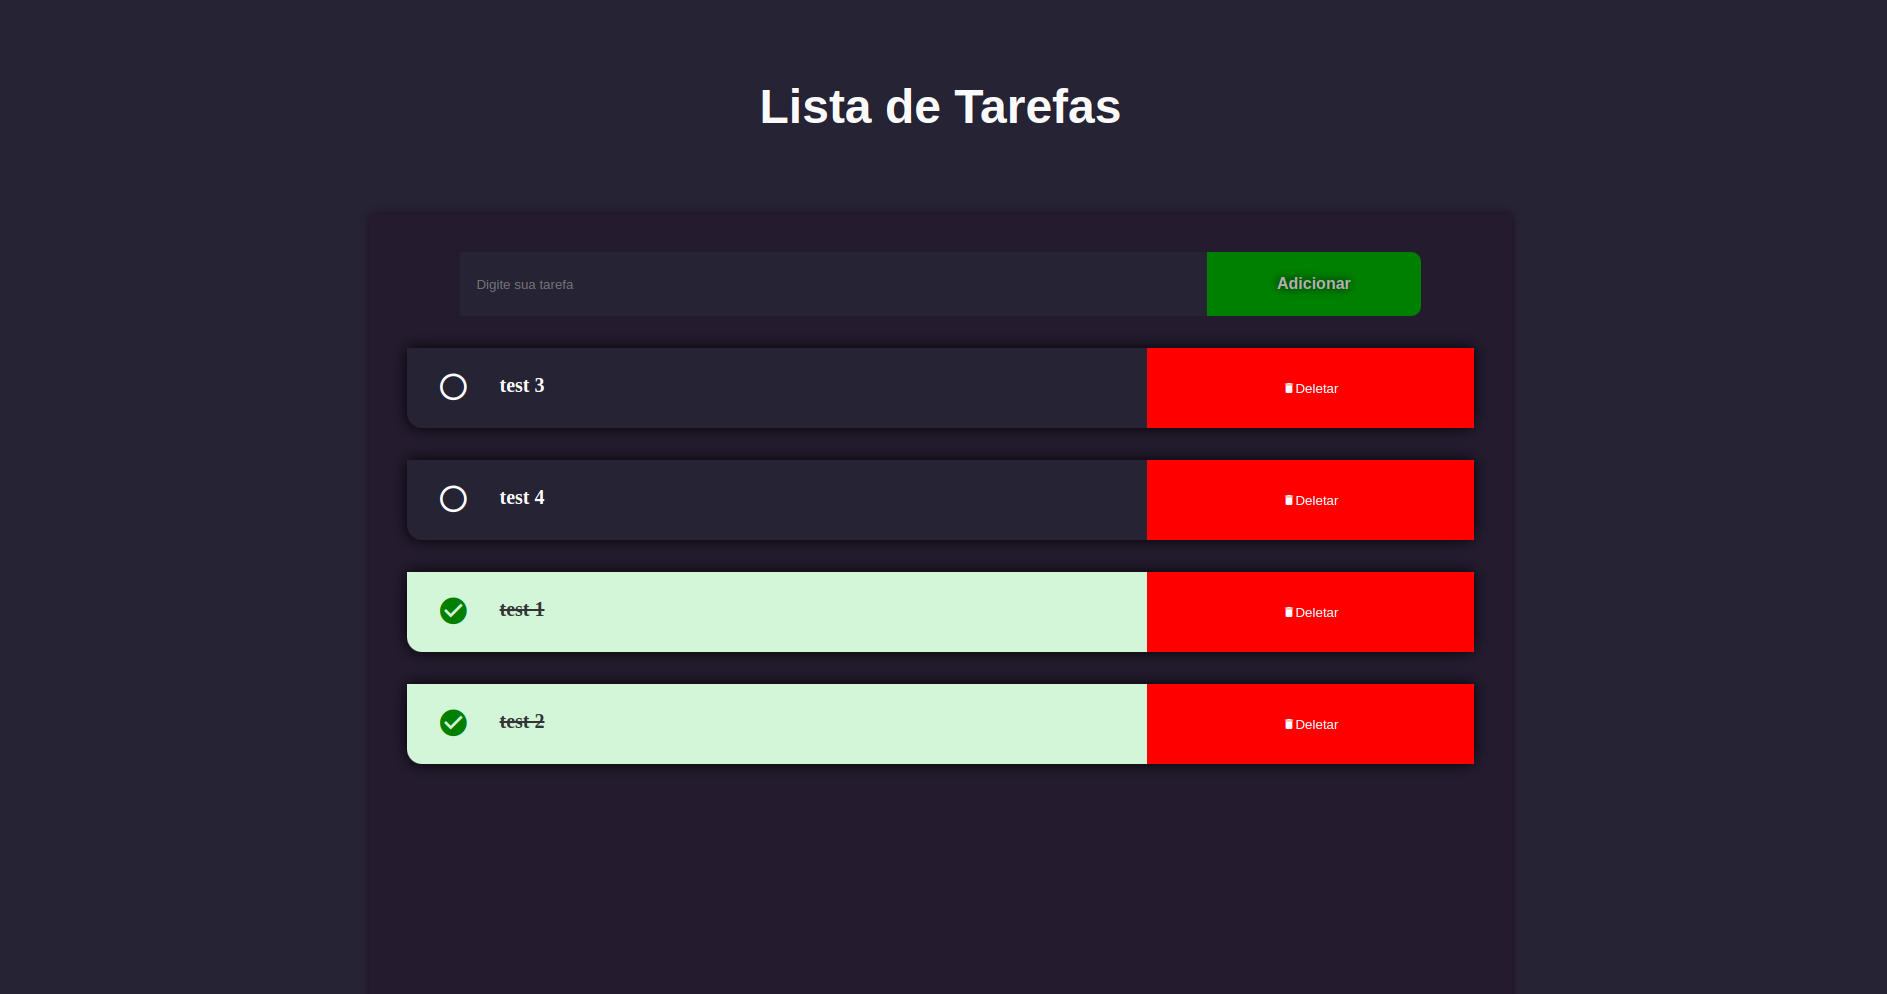 Lista de Tarefas
Digite sua tarefa
Adicionar
test 3
Deletar
test 4
Deletar
test 1
Deletar
test 2
Deletar